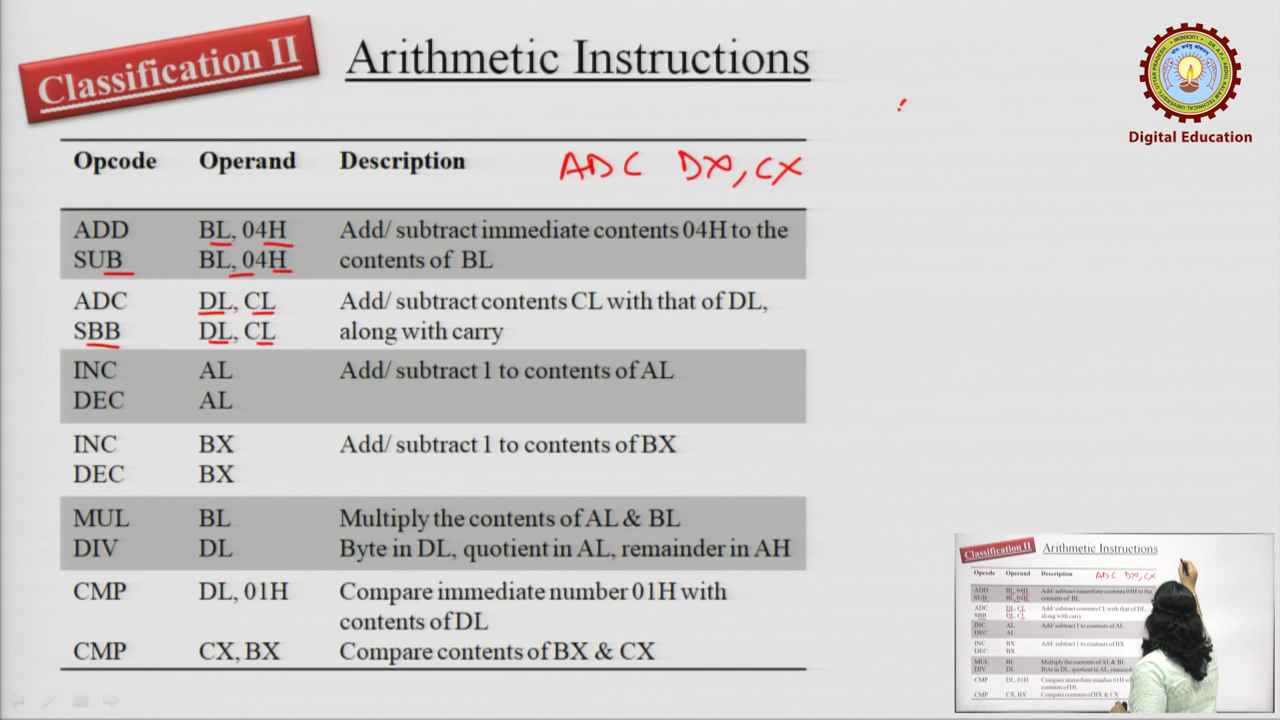 Classification II
Arithmetic Instructions
Digital Education
Opcode Operand Description ADC DX, CX
ADD BL, 04H Add/ subtract immediate contents 04H to the
SUB BL, 04H contents of BL
ADC DL, CL Add/ subtract contents CL with that of DL,
SBB DL, CL along with carry
INC AL Add/ subtract 1 to contents of AL
DEC AL
INC BX Add/ subtract 1 to contents of BX
DEC BX
MUL BL Multiply the contents of AL & BL
DIV DL Byte in DL, quotient in AL, remainder in AH
CMP DL, 01H Compare immediate number 01H with
contents of DL
CMP CX, BX Compare contents of BX & CX